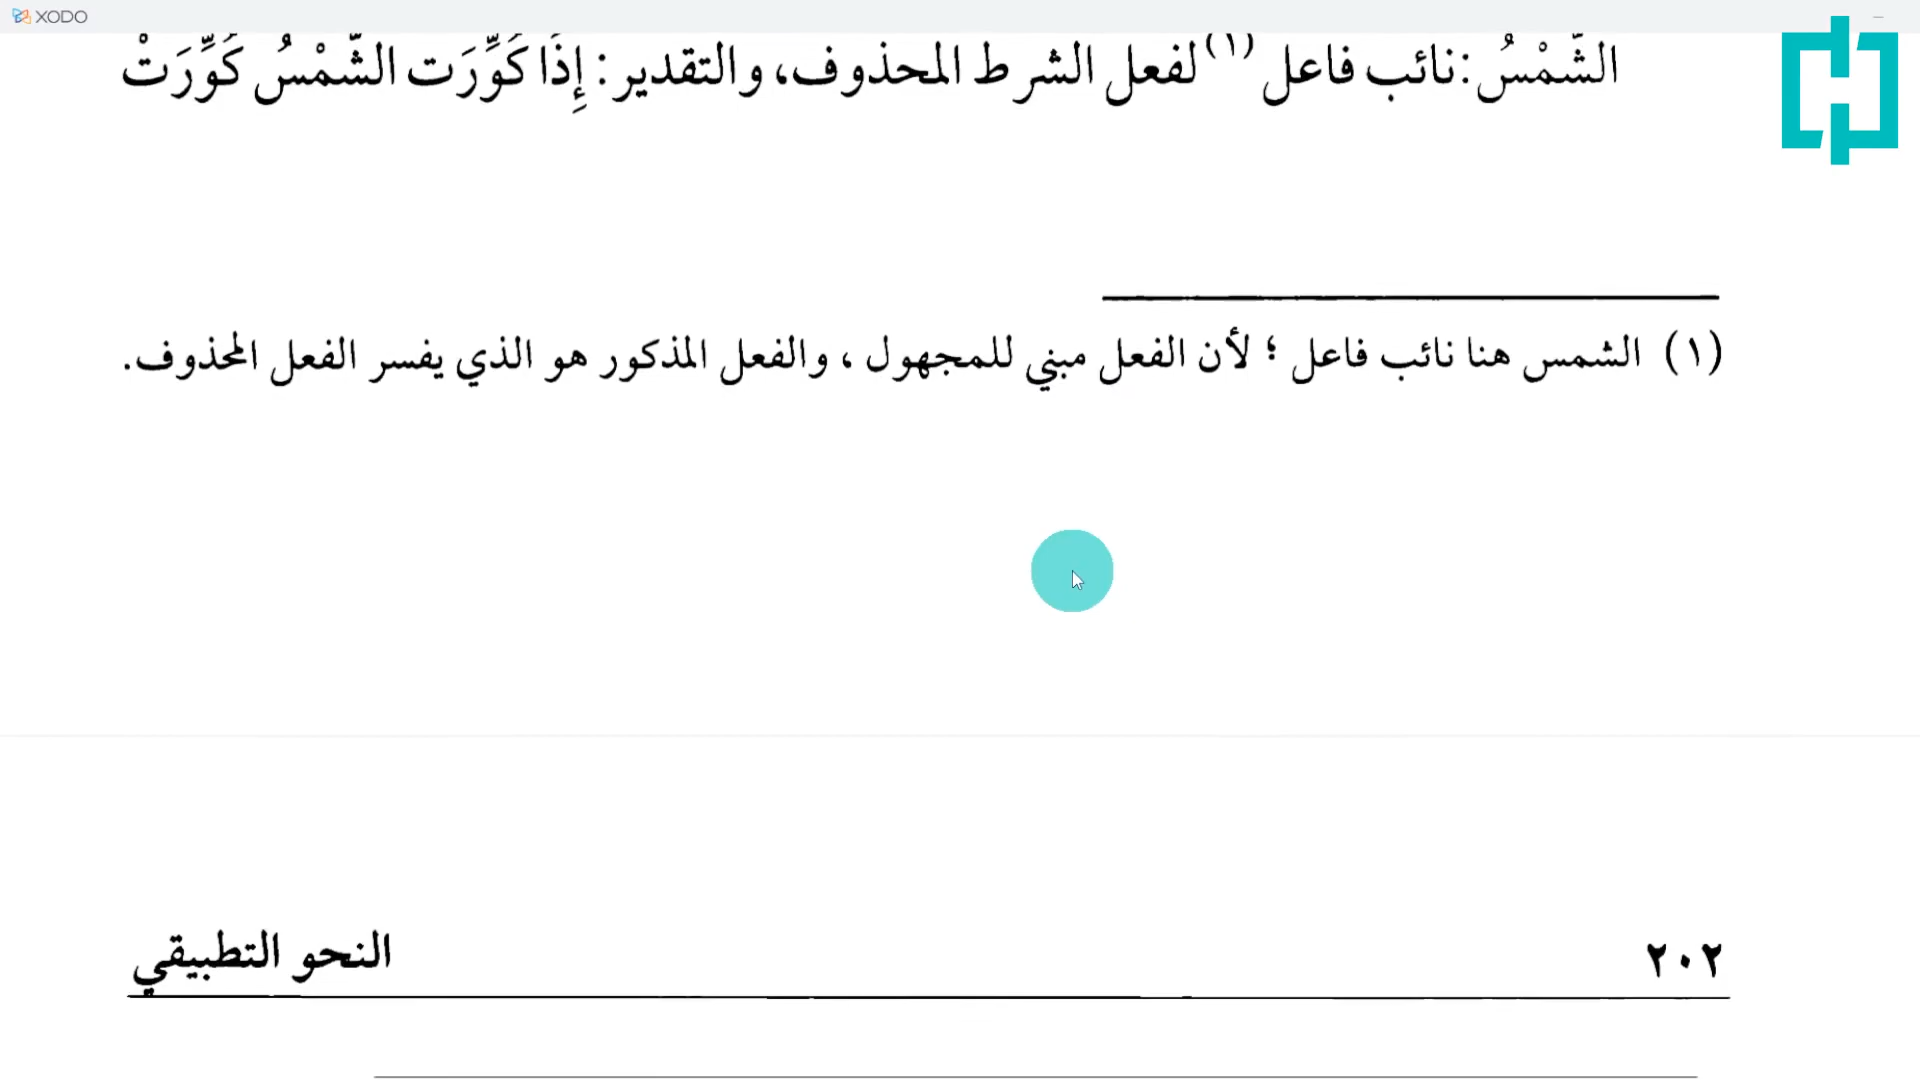 XODO
الشَّمْسُ: نائب فاعل (١) لفعل الشرط المحذوف، والتقدير: إِذَا كُوِّرَت الشَّمْسُ كُوِّرَتْ
(١) الشمس هنا نائب فاعل ؛ لأن الفعل مبني للمجهول ، والفعل المذكور هو الذي يفسر الفعل المحذوف.
٢٠٢ النحو التطبيقي